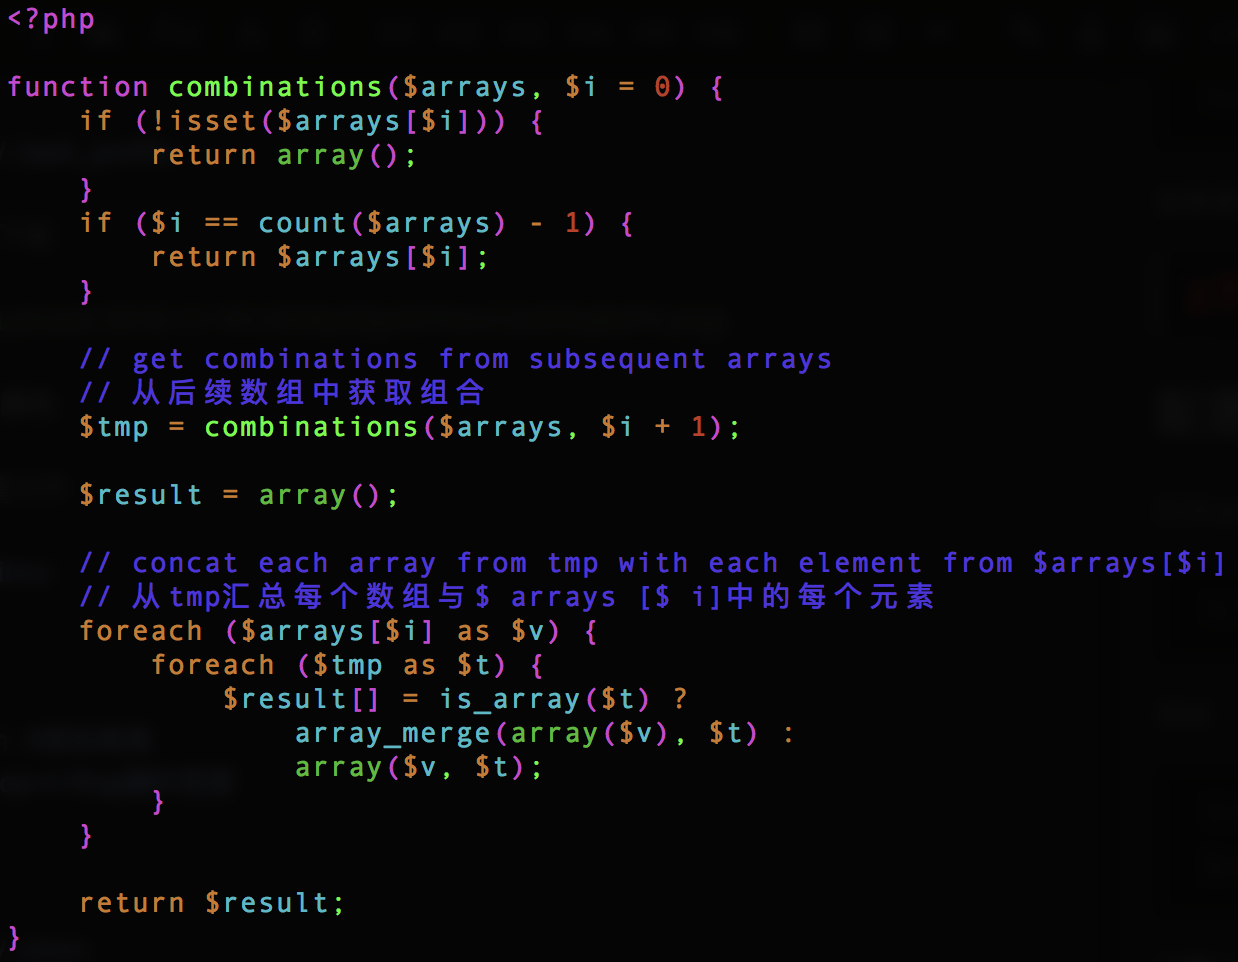 <?php
function combinations($arrays, $i = 0) {
    if (!isset($arrays[$i])) {
        return array();
    }
    if ($i == count($arrays) - 1) {
        return $arrays[$i];
    }
    // get combinations from subsequent arrays
    // 从后续数组中获取组合
    $tmp = combinations($arrays, $i + 1);
    $result = array();
    // concat each array from tmp with each element from $arrays[$i]
    // 从tmp汇总每个数组与$ arrays [$ i]中的每个元素
    foreach ($arrays[$i] as $v) {
        foreach ($tmp as $t) {
            $result[] = is_array($t) ?
                array_merge(array($v), $t) :
                array($v, $t);
        }
    }
    return $result;
}